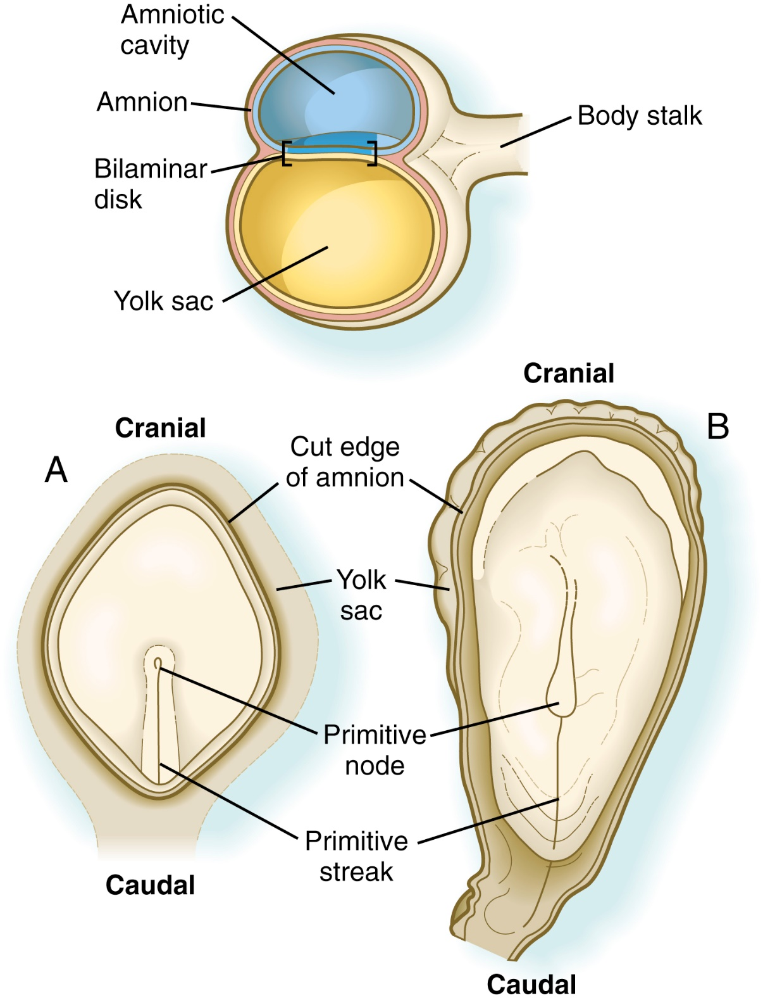 Amniotic
cavity
Amnion
Body stalk
Bilaminar
disk
Yolk sac
Cranial
Cranial
B
A
Cut edge
of amnion
Yolk
sac
Primitive
node
Primitive
streak
Caudal
Caudal